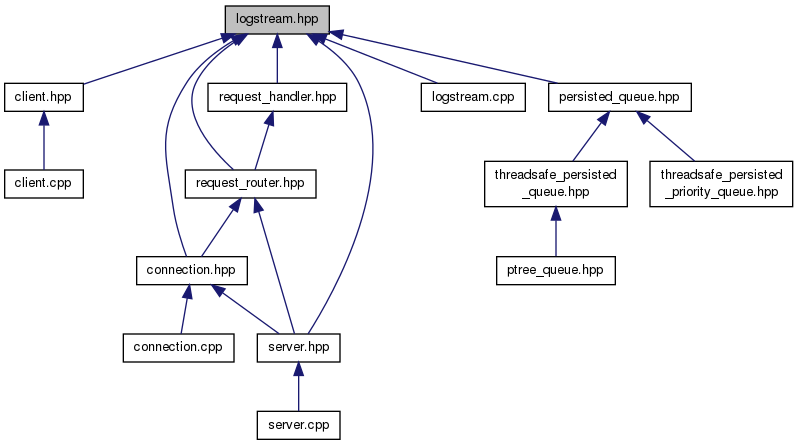 logstream.hpp
client.hpp
request_handler.hpp
logstream.cpp
persisted_queue.hpp
client.cpp
request_router.hpp
threadsafe_persisted
_queue.hpp
threadsafe_persisted
_priority_queue.hpp
connection.hpp
ptree_queue.hpp
connection.cpp
server.hpp
server.cpp